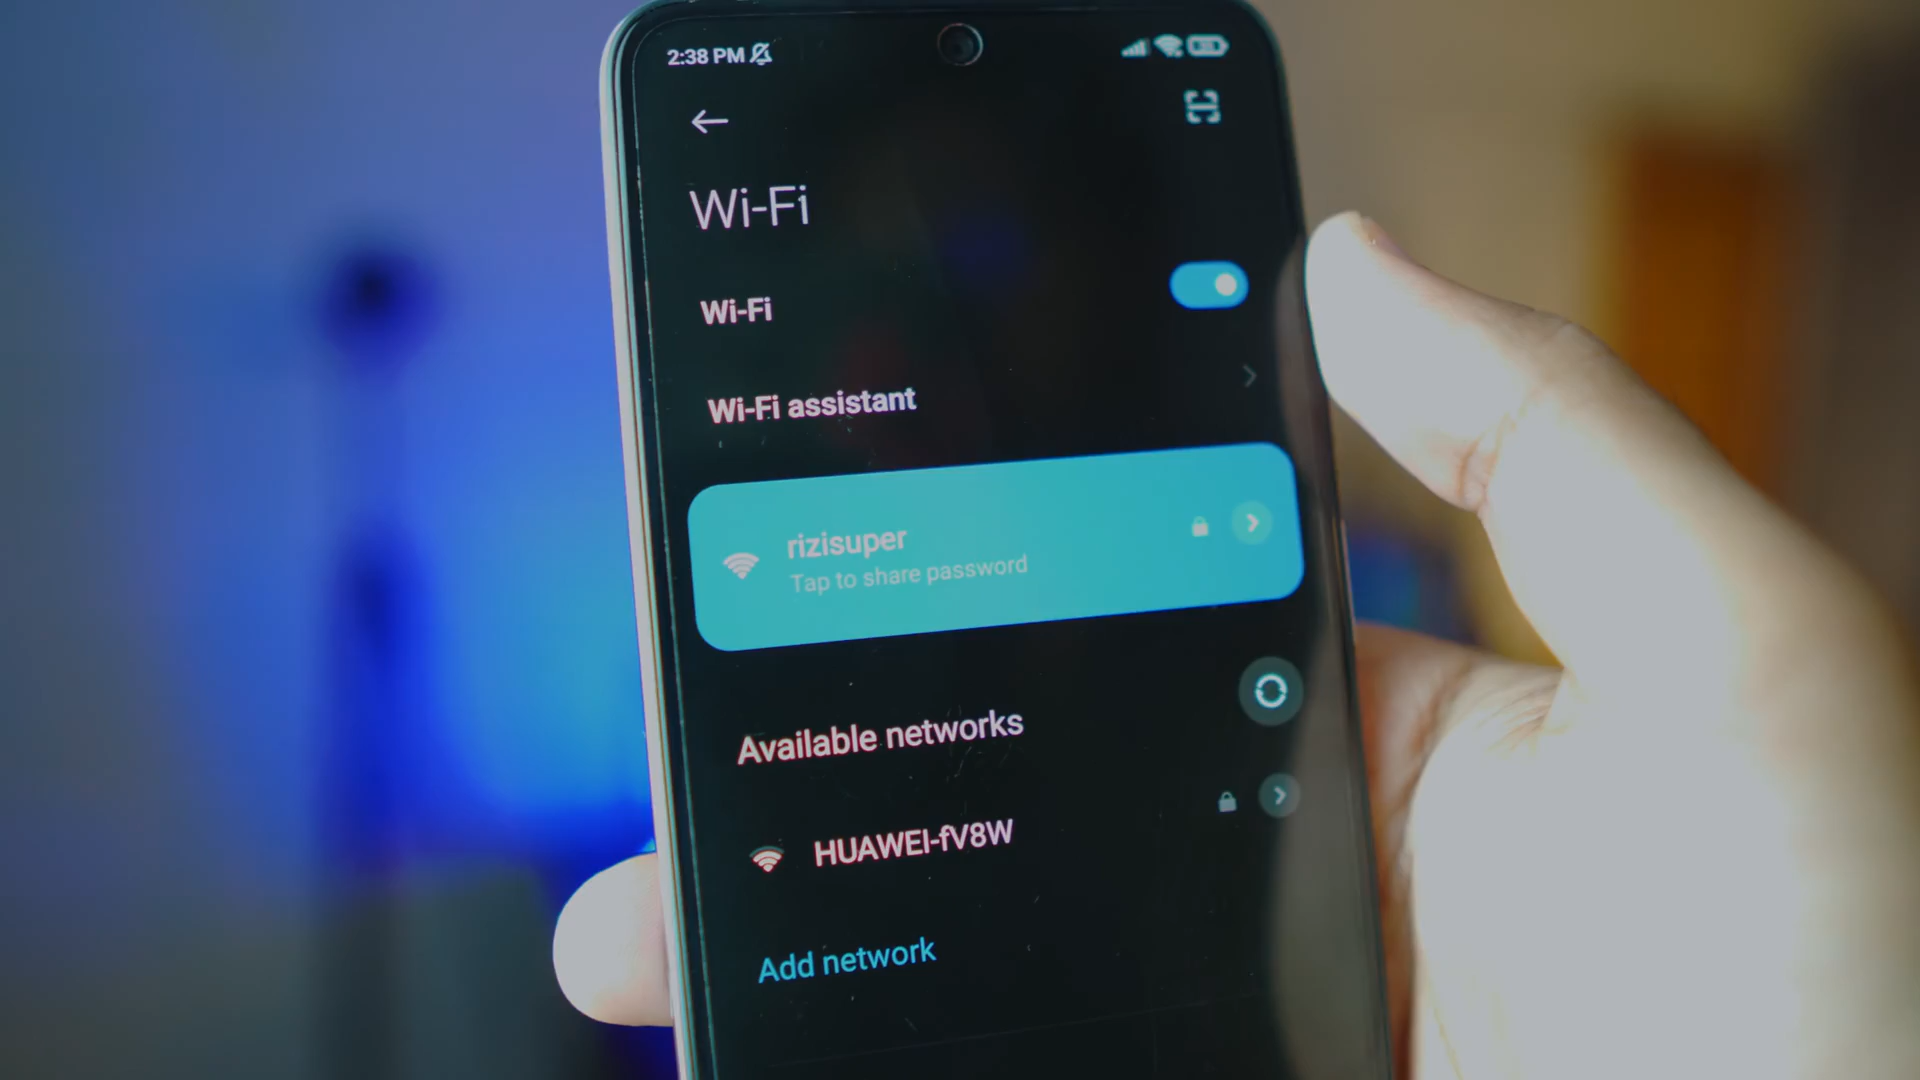 2:38 PM
Wi-Fi
Wi-Fi
Wi-Fi assistant
rizisuper
Tap to share password
Available networks
HUAWEI-fV8W
Add network